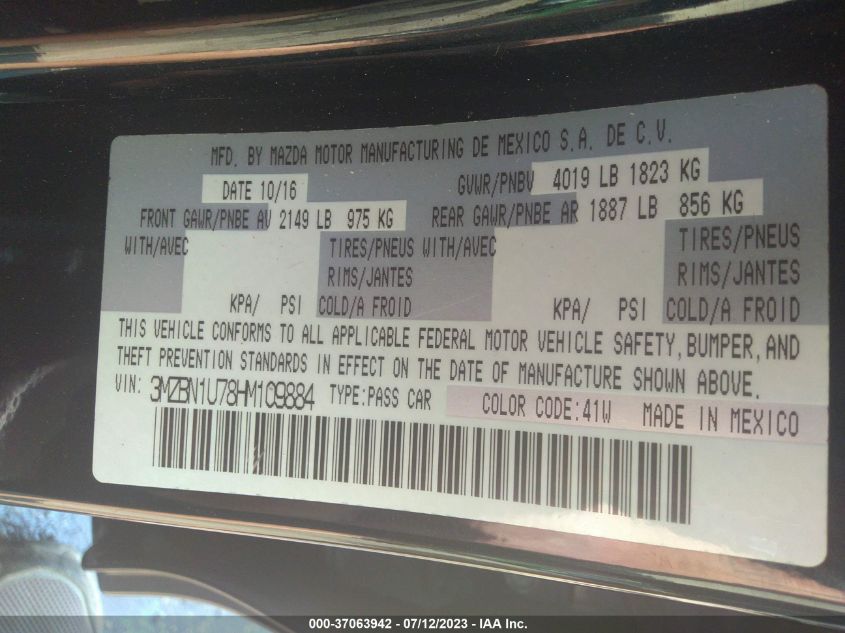 MFD. BY MAZDA MOTOR MANUFACTURING DE MEXICO S.A. DE C.V.
DATE 10/16 GVWR/PNBV 4019 LB 1823 KG
FRONT GAWR/PNBE AV 2149 LB 975 KG REAR GAWR/PNBE AR 1887 LB 856 KG
WITH/AVEC TIRES/PNEUS WITH/AVEC TIRES/PNEUS
RIMS/JANTES RIMS/JANTES
KPA/ PSI COLD/A FROID KPA/ PSI COLD/A FROID
THIS VEHICLE CONFORMS TO ALL APPLICABLE FEDERAL MOTOR VEHICLE SAFETY, BUMPER, AND
THEFT PREVENTION STANDARDS IN EFFECT ON THE DATE OF MANUFACTURE SHOWN ABOVE.
VIN: 3MZBN1U78HM109884 TYPE:PASS CAR COLOR CODE:41W MADE IN MEXICO
000-37063942 - 07/12/2023 - IAA Inc.